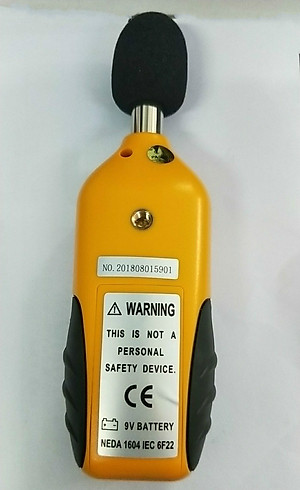 NO. 201808015901
WARNING
THIS IS NOT A
PERSONAL
SAFETY DEVICE.
CE
9V BATTERY
NEDA 1604 IEC 6F22